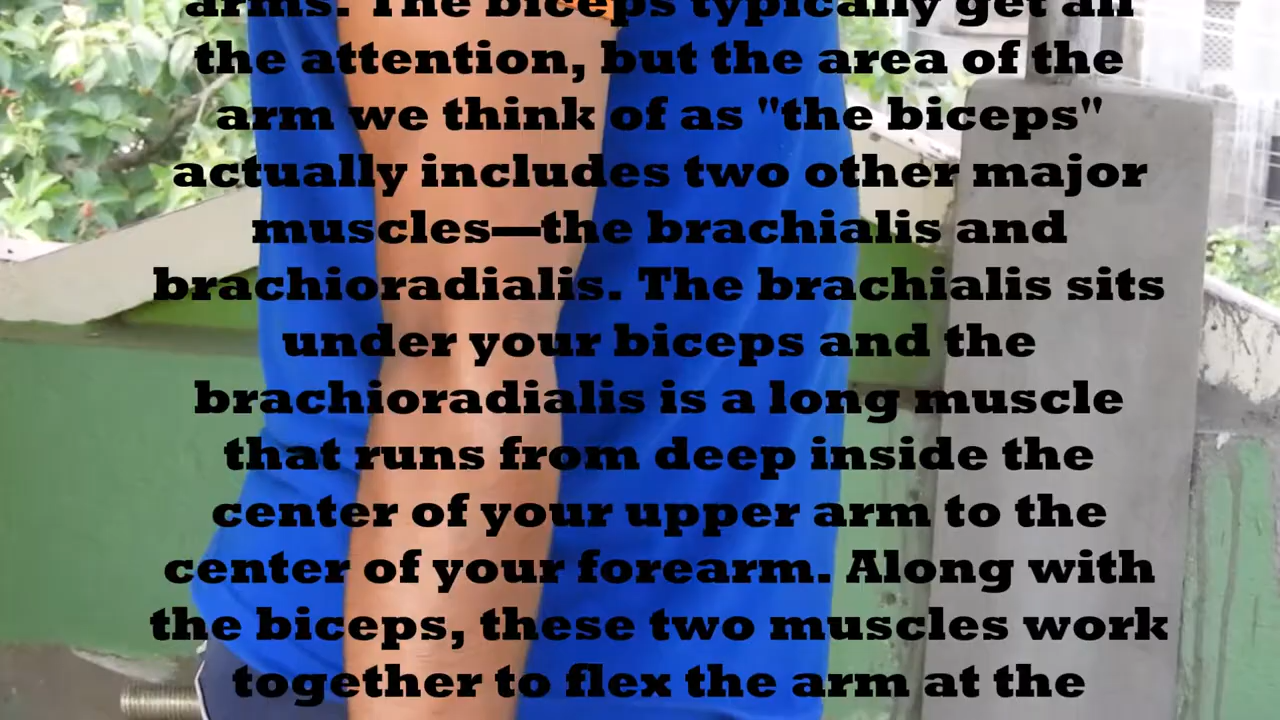 arms. The biceps typically get all
the attention, but the area of the
arm we think of as "the biceps"
actually includes two other major
muscles—the brachialis and
brachioradialis. The brachialis sits
under your biceps and the
brachioradialis is a long muscle
that runs from deep inside the
center of your upper arm to the
center of your forearm. Along with
the biceps, these two muscles work
together to flex the arm at the